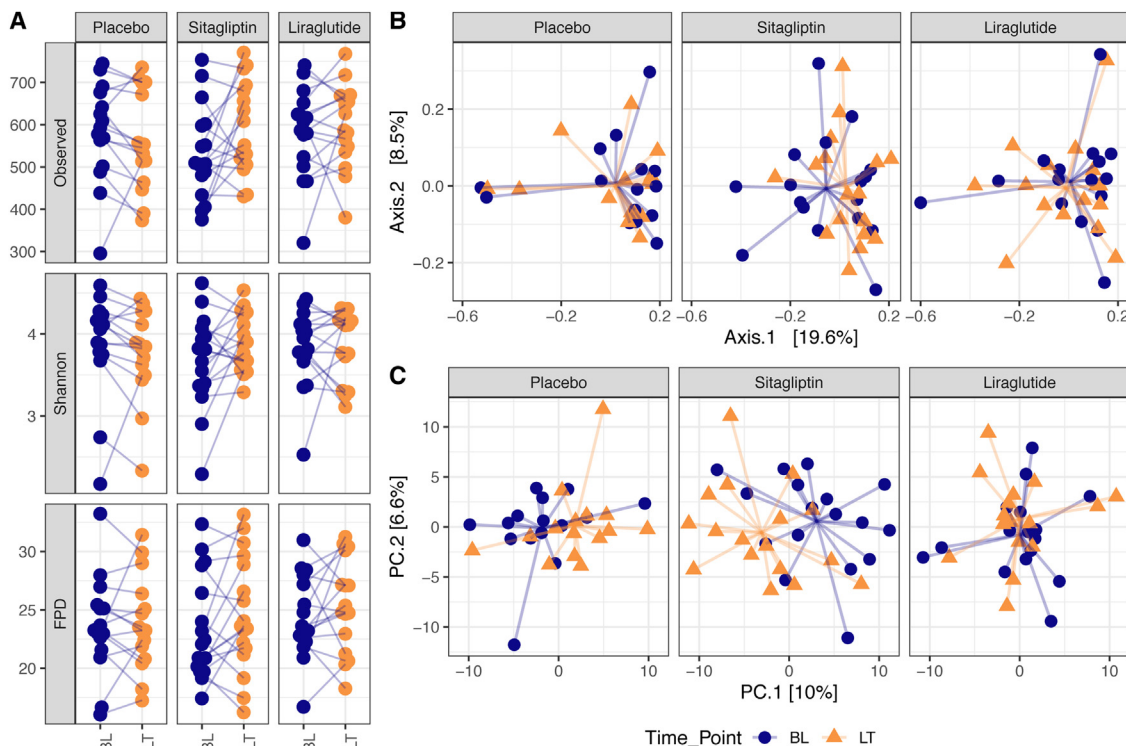 A
Placebo Sitagliptin Liraglutide
Observed
700
600
500
400
300
Shannon
4
3
FPD
30
25
20
BL LT BL LT BL LT
B
Placebo Sitagliptin Liraglutide
Axis.2 [8.5%]
0.2
0.0
−0.2
−0.6 −0.2 0.2 −0.6 −0.2 0.2 −0.6 −0.2 0.2
Axis.1 [19.6%]
C
Placebo Sitagliptin Liraglutide
PC.2 [6.6%]
10
5
0
−5
−10
−10 0 10 −10 0 10 −10 0 10
PC.1 [10%]
Time_Point BL LT